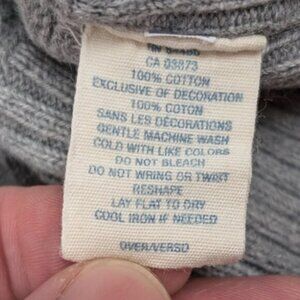 RN
CA 03873
100% COTTON
EXCLUSIVE OF DECORATION
100% COTON
SANS LES DÉCORATIONS
GENTLE MACHINE WASH
COLD WITH LIKE COLORS
DO NOT BLEACH
DO NOT WRING OR TWIST
RESHAPE
LAY FLAT TO DRY
COOL IRON IF NEEDED
OVER/VERSO